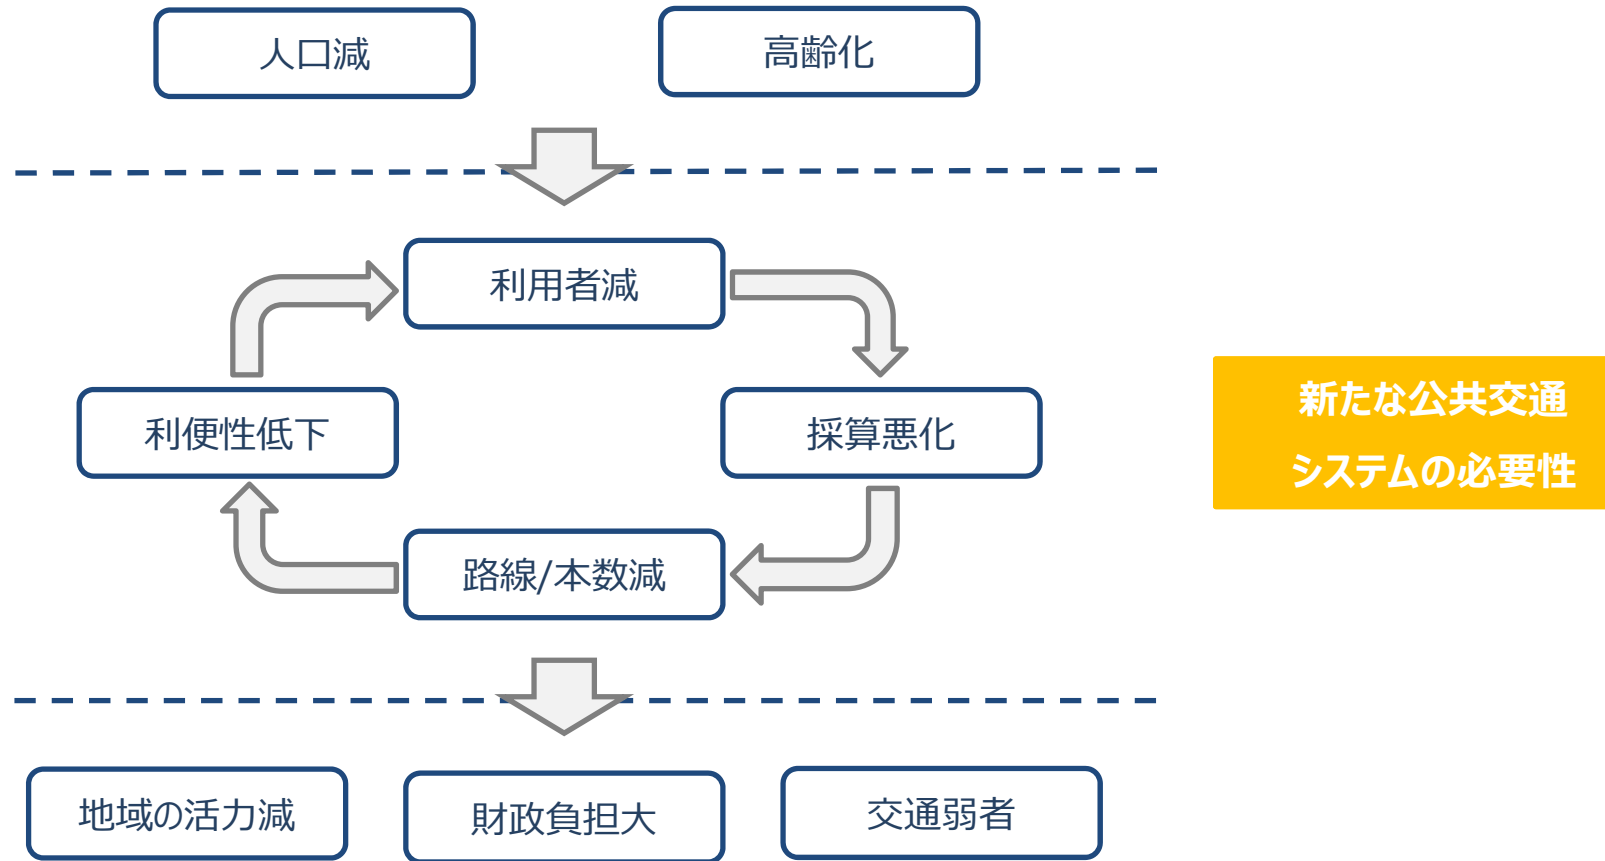 人口減
高齢化
利用者減
利便性低下
採算悪化
路線/本数減
新たな公共交通
システムの必要性
地域の活力減
財政負担大
交通弱者